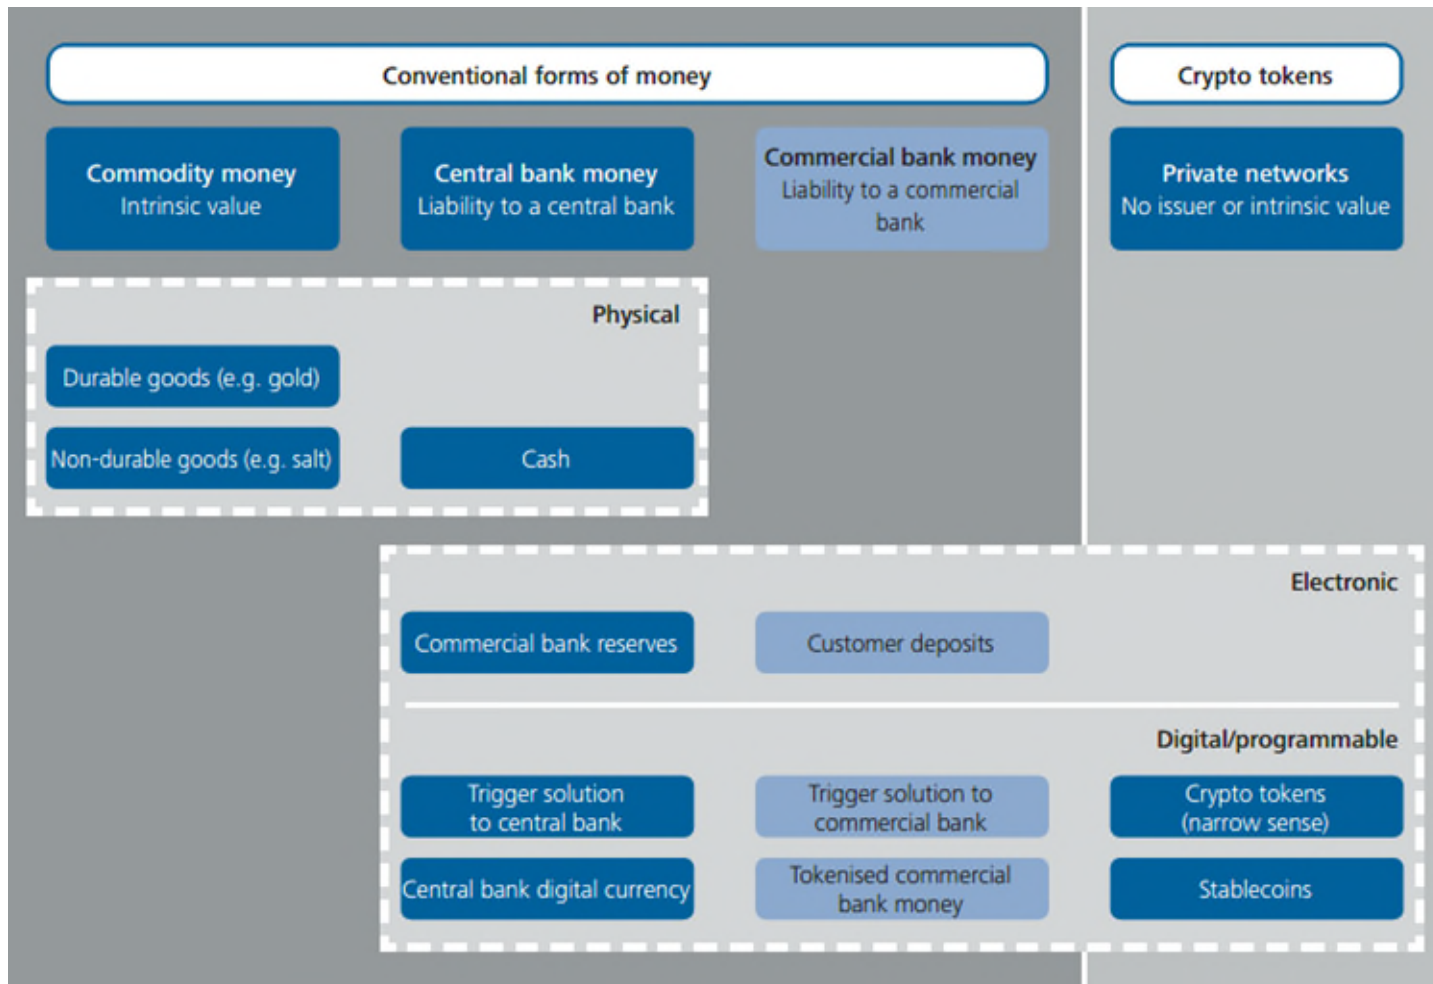 Conventional forms of money
Crypto tokens
Commodity money
Intrinsic value
Central bank money
Liability to a central bank
Commercial bank money
Liability to a commercial
bank
Private networks
No issuer or intrinsic value
Physical
Durable goods (e.g. gold)
Non-durable goods (e.g. salt)
Cash
Electronic
Commercial bank reserves
Customer deposits
Digital/programmable
Trigger solution
to central bank
Trigger solution to
commercial bank
Crypto tokens
(narrow sense)
Central bank digital currency
Tokenised commercial
bank money
Stablecoins